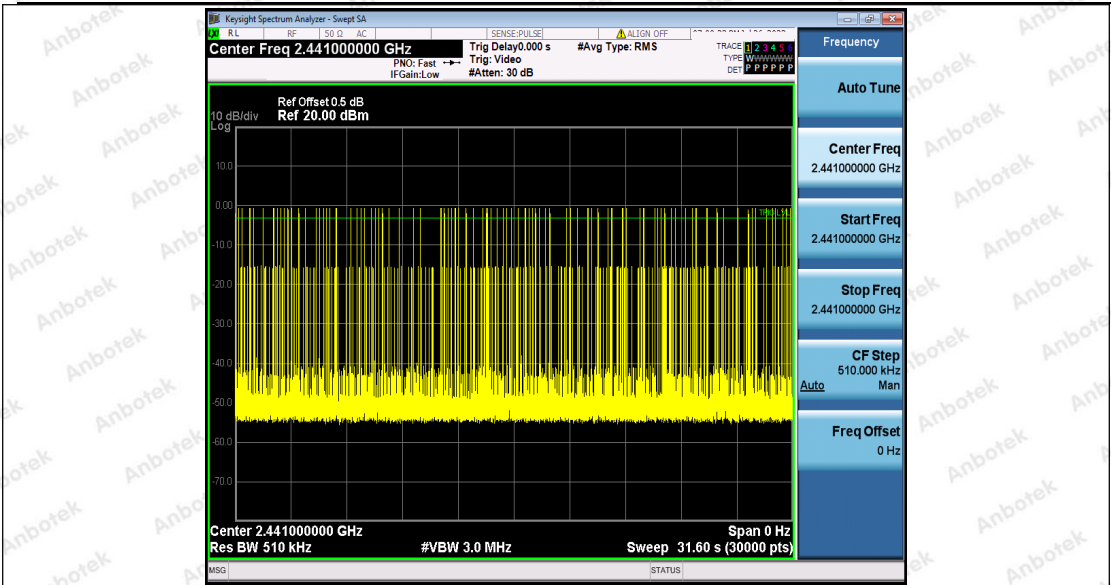 Keysight Spectrum Analyzer - Swept SA
RL RF 50 Ω AC SENSE:PULSE ALIGN OFF
Center Freq 2.441000000 GHz
PNO: Fast
IFGain:Low
Trig Delay0.000 s
Trig: Video
#Atten: 30 dB
#Avg Type: RMS
TRACE 1 2 3 4 5 6
TYPE WWWWWW
DET P P P P P P
Ref Offset 0.5 dB
10 dB/div Ref 20.00 dBm
Log
10.0
0.00
TRIG LVL
-10.0
-20.0
-30.0
-40.0
-50.0
-60.0
-70.0
Center 2.441000000 GHz Span 0 Hz
Res BW 510 kHz #VBW 3.0 MHz Sweep 31.60 s (30000 pts)
MSG STATUS
Frequency
Auto Tune
Center Freq
2.441000000 GHz
Start Freq
2.441000000 GHz
Stop Freq
2.441000000 GHz
CF Step
510.000 kHz
Auto Man
Freq Offset
0 Hz
Anbotek